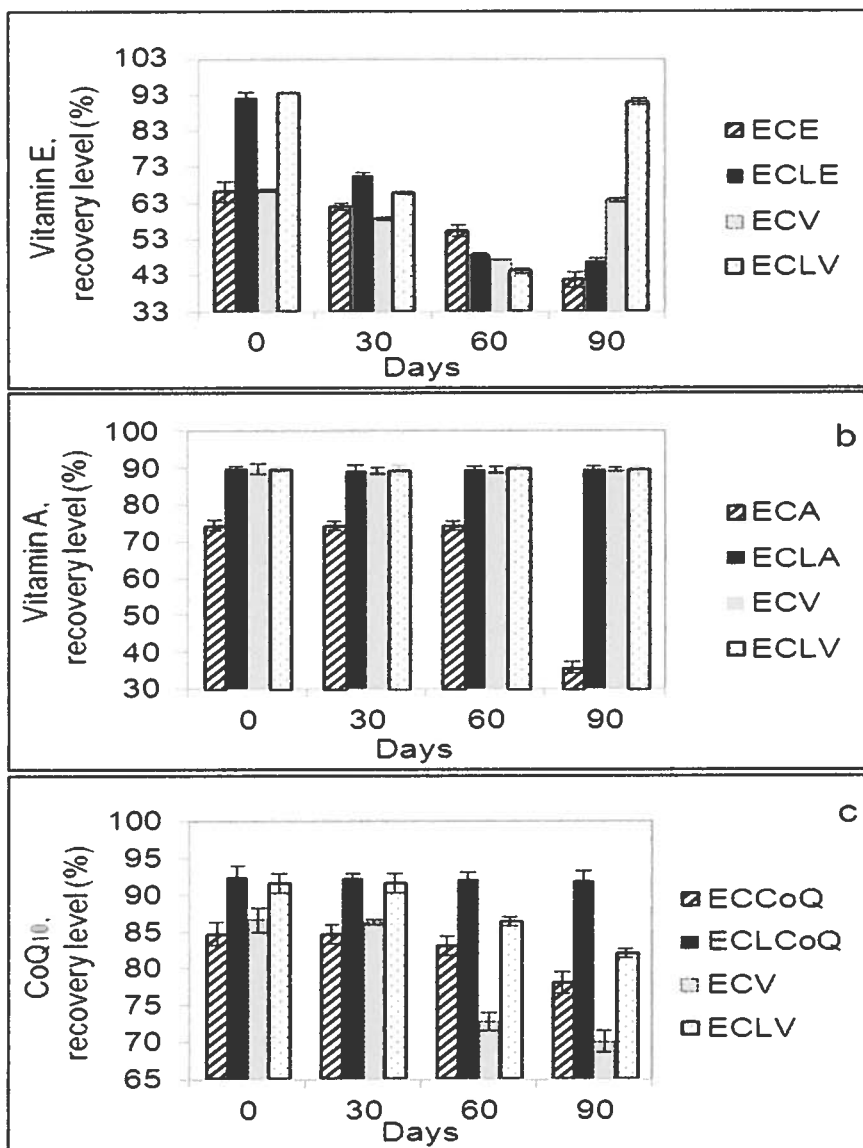 103
93
83
73
63
53
43
33
Vitamin E,
recovery level (%)
0 30 60 90
Days
ECE
ECLE
ECV
ECLV
b
100
90
80
70
60
50
40
30
Vitamin A,
recovery level (%)
0 30 60 90
Days
ECA
ECLA
ECV
ECLV
c
100
95
90
85
80
75
70
65
CoQ10,
recovery level (%)
0 30 60 90
Days
ECCoQ
ECLCoQ
ECV
ECLV